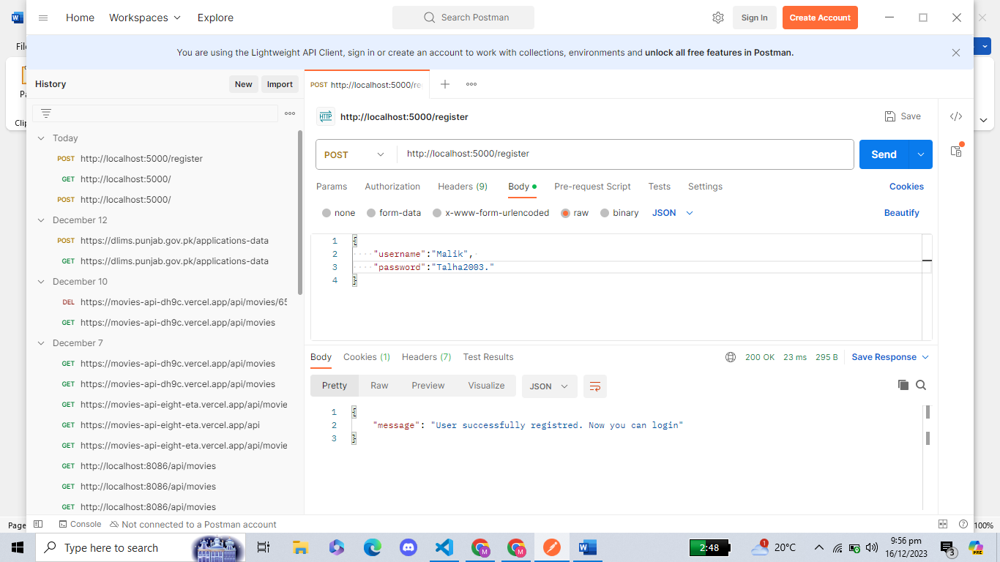 Home Workspaces Explore Search Postman Sign In Create Account
You are using the Lightweight API Client, sign in or create an account to work with collections, environments and unlock all free features in Postman.
History New Import
POST http://localhost:5000/re
HTTP http://localhost:5000/register Save
POST http://localhost:5000/register Send
Params Authorization Headers (9) Body Pre-request Script Tests Settings Cookies
none form-data x-www-form-urlencoded raw binary JSON Beautify
1 {
2 "username":"Malik",
3 "password":"Talha2003."
4 }
Today
POST http://localhost:5000/register
GET http://localhost:5000/
POST http://localhost:5000/
December 12
POST https://dlims.punjab.gov.pk/applications-data
GET https://dlims.punjab.gov.pk/applications-data
December 10
DEL https://movies-api-dh9c.vercel.app/api/movies/65
GET https://movies-api-dh9c.vercel.app/api/movies
December 7
GET https://movies-api-dh9c.vercel.app/api/movies
GET https://movies-api-dh9c.vercel.app/api/movies
GET https://movies-api-eight-eta.vercel.app/api/movie
GET https://movies-api-eight-eta.vercel.app/api
GET https://movies-api-eight-eta.vercel.app/api/movie
GET http://localhost:8086/api/movies
GET http://localhost:8086/api/movies
GET http://localhost:8086/api/movies
Body Cookies (1) Headers (7) Test Results 200 OK 23 ms 295 B Save Response
Pretty Raw Preview Visualize JSON
1 {
2 "message": "User successfully registred. Now you can login"
3 }
Page Console Not connected to a Postman account 100%
Type here to search 2:48 1 20°C 9:56 pm
16/12/2023 3 PRE